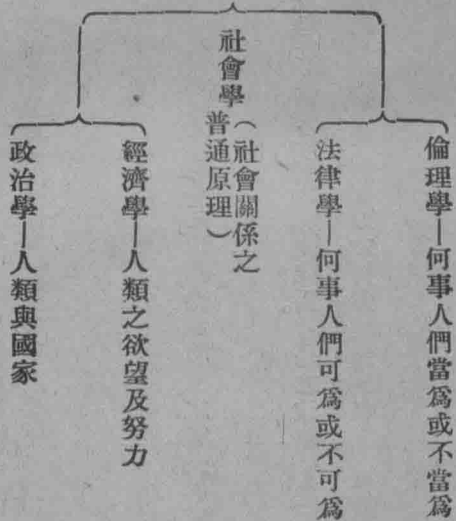 倫理學—何事人們當爲或不當爲
法律學—何事人們可爲或不可爲
社會學(社會關係之
普通原理)
經濟學—人類之欲望及努力
政治學—人類與國家